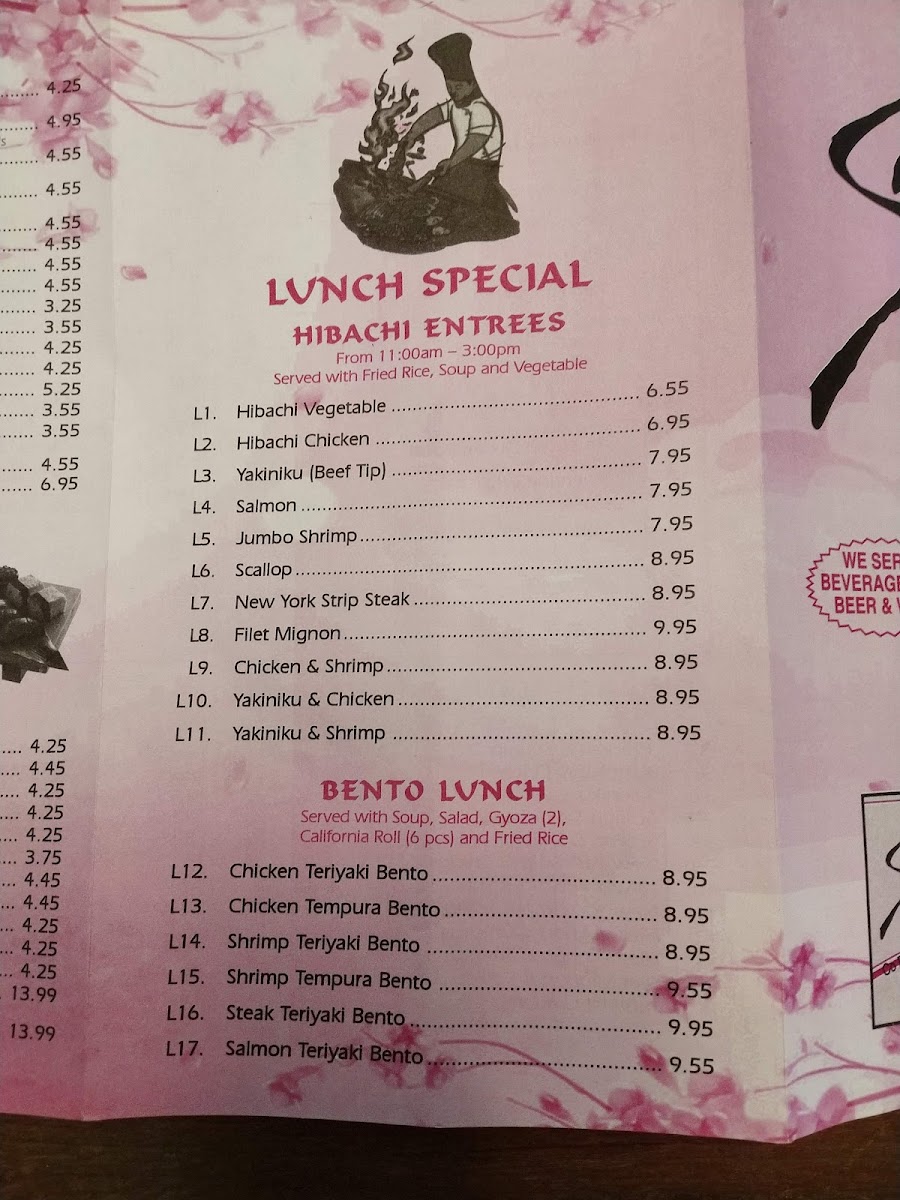 4.25
4.95
4.55
4.55
4.55
4.55
4.55
4.55
3.25
3.55
4.25
4.25
5.25
3.55
3.55
4.55
6.95
4.25
4.45
4.25
4.25
4.25
3.75
4.45
4.45
4.25
4.25
4.25
13.99
13.99
LUNCH SPECIAL
HIBACHI ENTREES
From 11:00am – 3:00pm
Served with Fried Rice, Soup and Vegetable
L1. Hibachi Vegetable 6.55
L2. Hibachi Chicken 6.95
L3. Yakiniku (Beef Tip) 7.95
L4. Salmon 7.95
L5. Jumbo Shrimp 7.95
L6. Scallop 8.95
L7. New York Strip Steak 8.95
L8. Filet Mignon 9.95
L9. Chicken & Shrimp 8.95
L10. Yakiniku & Chicken 8.95
L11. Yakiniku & Shrimp 8.95
BENTO LUNCH
Served with Soup, Salad, Gyoza (2),
California Roll (6 pcs) and Fried Rice
L12. Chicken Teriyaki Bento 8.95
L13. Chicken Tempura Bento 8.95
L14. Shrimp Teriyaki Bento 8.95
L15. Shrimp Tempura Bento 9.55
L16. Steak Teriyaki Bento 9.95
L17. Salmon Teriyaki Bento 9.55
WE SER
BEVERAGE
BEER &